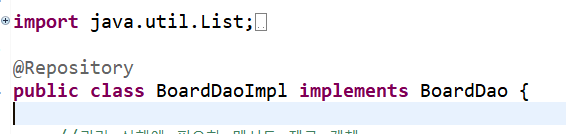 import java.util.List;
@Repository
public class BoardDaoImpl implements BoardDao {